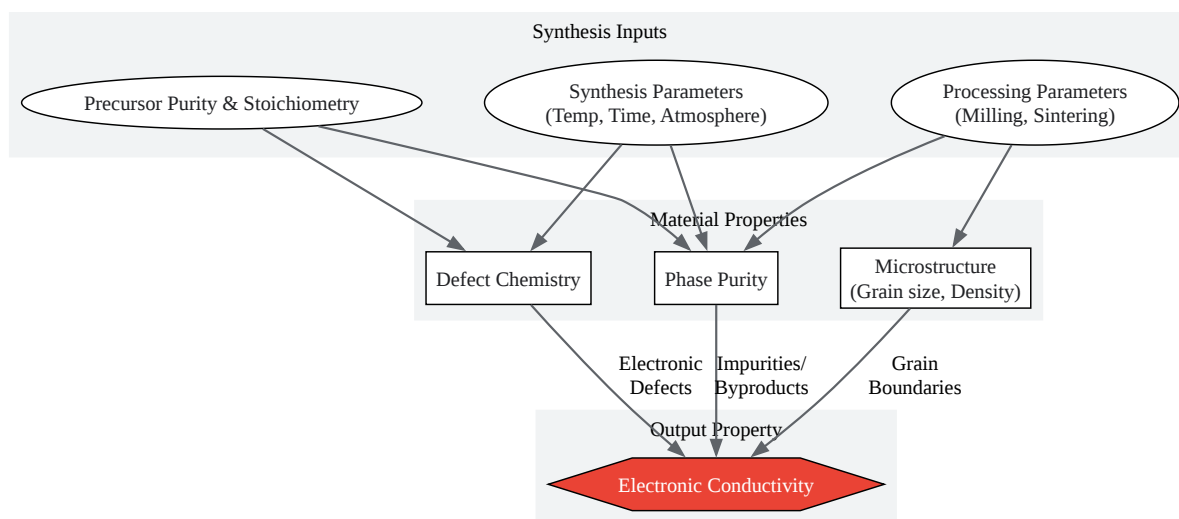 Synthesis Inputs
Precursor Purity & Stoichiometry
Synthesis Parameters
(Temp, Time, Atmosphere)
Processing Parameters
(Milling, Sintering)
Material Properties
Defect Chemistry
Phase Purity
Microstructure
(Grain size, Density)
Electronic
Defects
Impurities/
Byproducts
Grain
Boundaries
Output Property
Electronic Conductivity